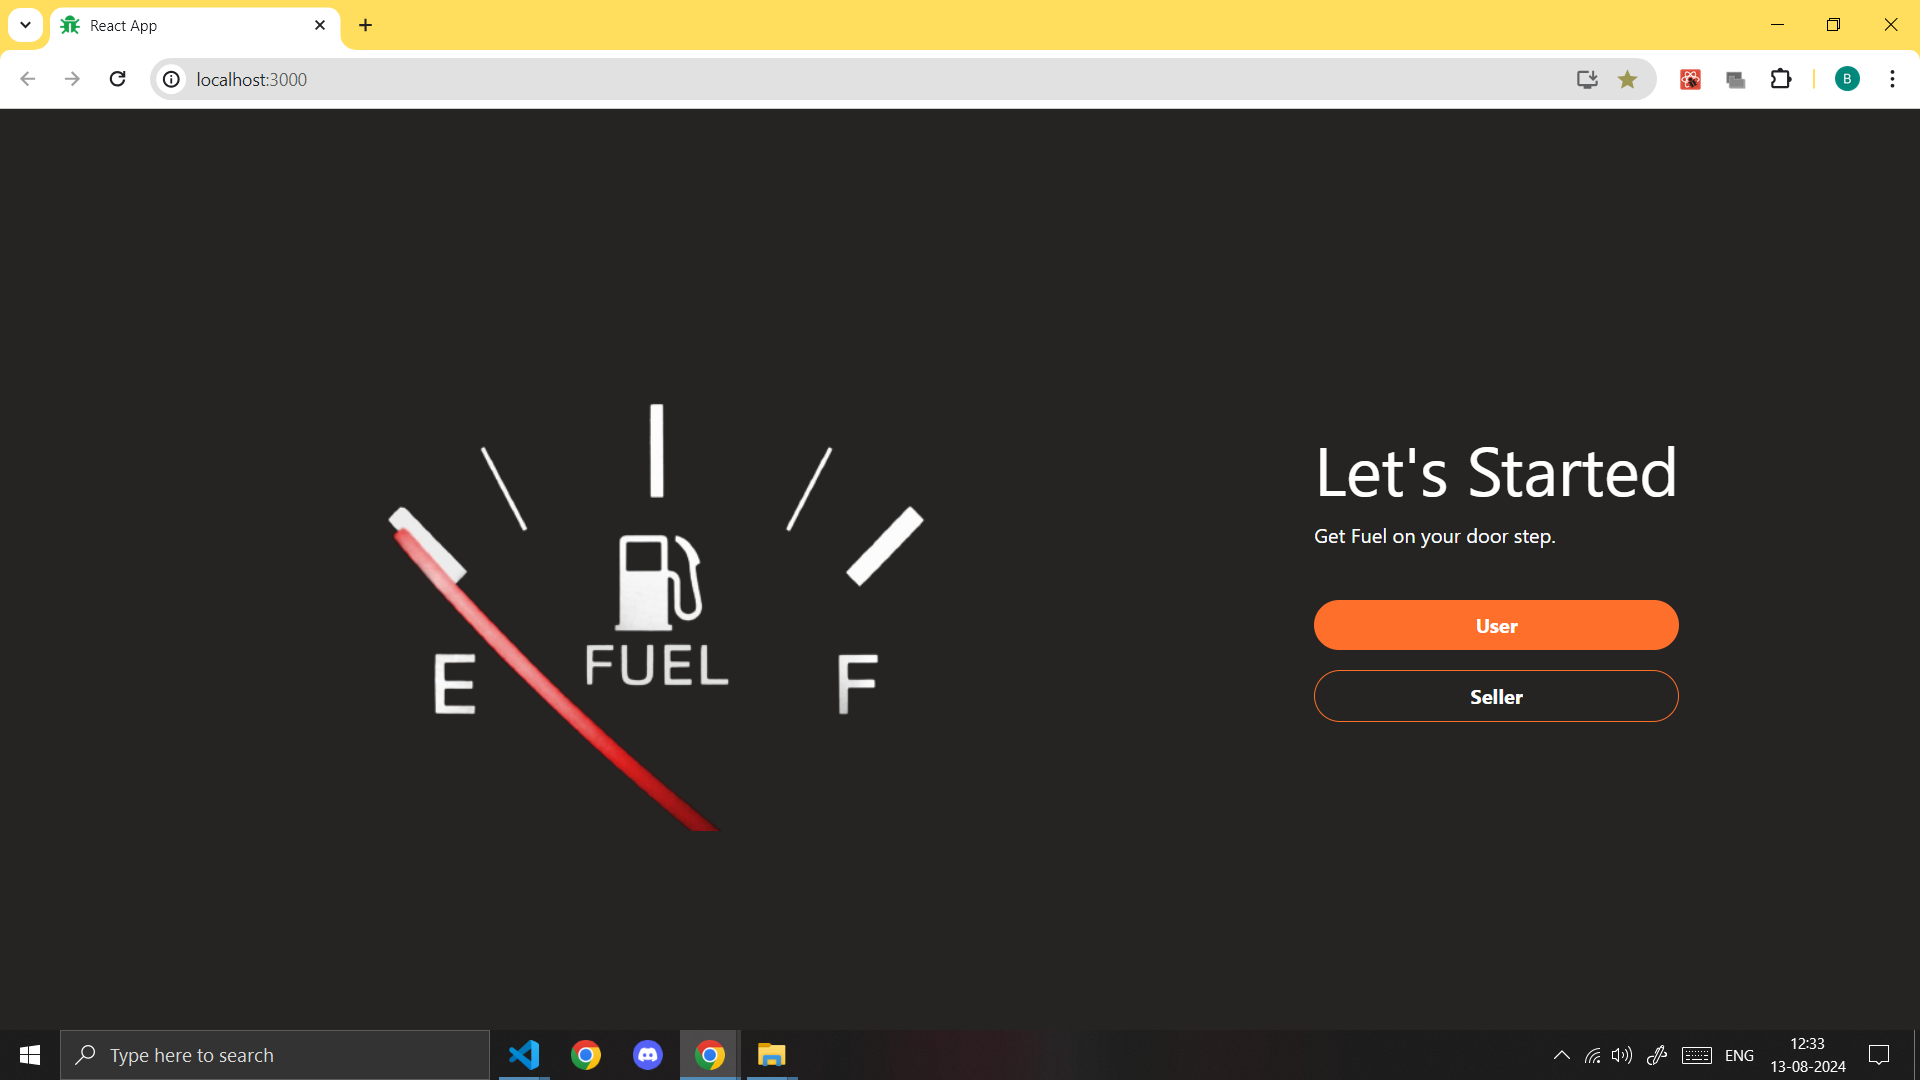 React App
localhost:3000
B
Let's Started
Get Fuel on your door step.
User
Seller
FUEL
E
F
Type here to search
ENG
12:33
13-08-2024